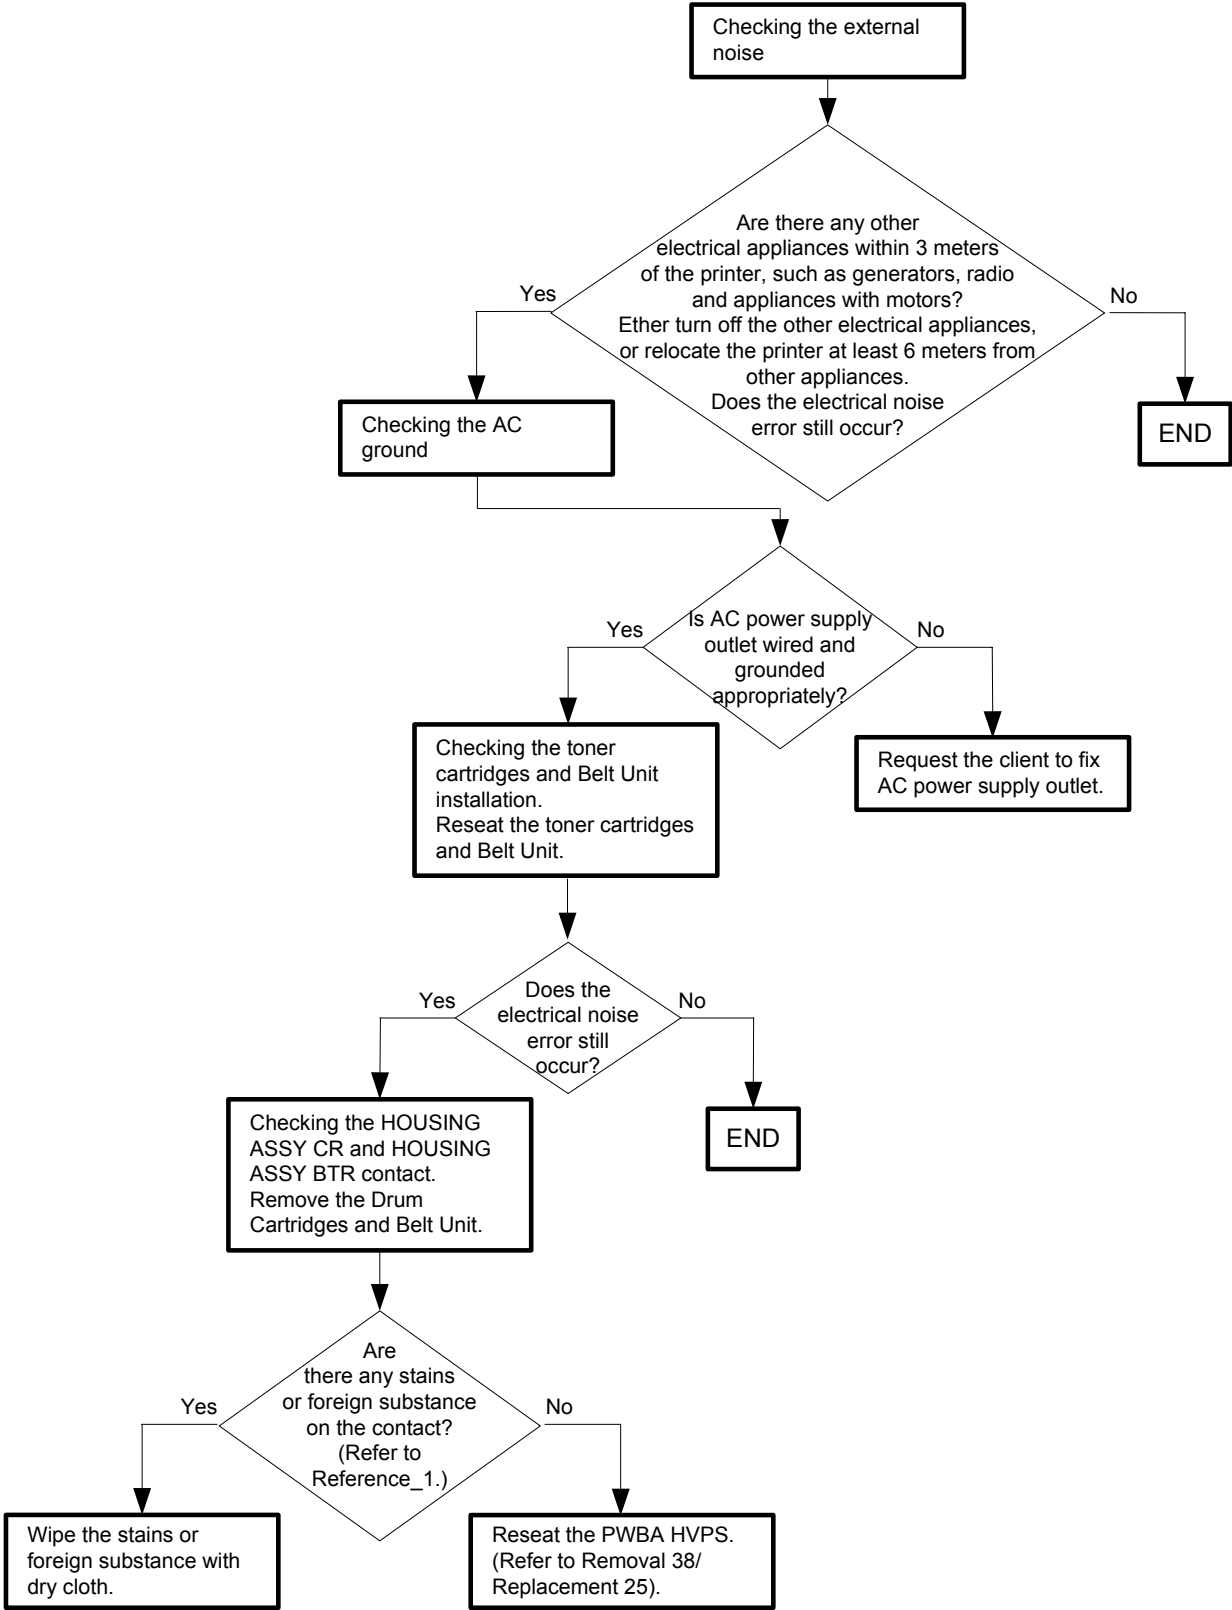 Checking the external
noise
Are there any other
electrical appliances within 3 meters
of the printer, such as generators, radio
and appliances with motors?
Ether turn off the other electrical appliances,
or relocate the printer at least 6 meters from
other appliances.
Does the electrical noise
error still occur?
Yes
No
Checking the AC
ground
END
Is AC power supply
outlet wired and
grounded
appropriately?
Yes
No
Checking the toner
cartridges and Belt Unit
installation.
Reseat the toner cartridges
and Belt Unit.
Request the client to fix
AC power supply outlet.
Does the
electrical noise
error still
occur?
Yes
No
Checking the HOUSING
ASSY CR and HOUSING
ASSY BTR contact.
Remove the Drum
Cartridges and Belt Unit.
END
Are
there any stains
or foreign substance
on the contact?
(Refer to
Reference_1.)
Yes
No
Wipe the stains or
foreign substance with
dry cloth.
Reseat the PWBA HVPS.
(Refer to Removal 38/
Replacement 25).